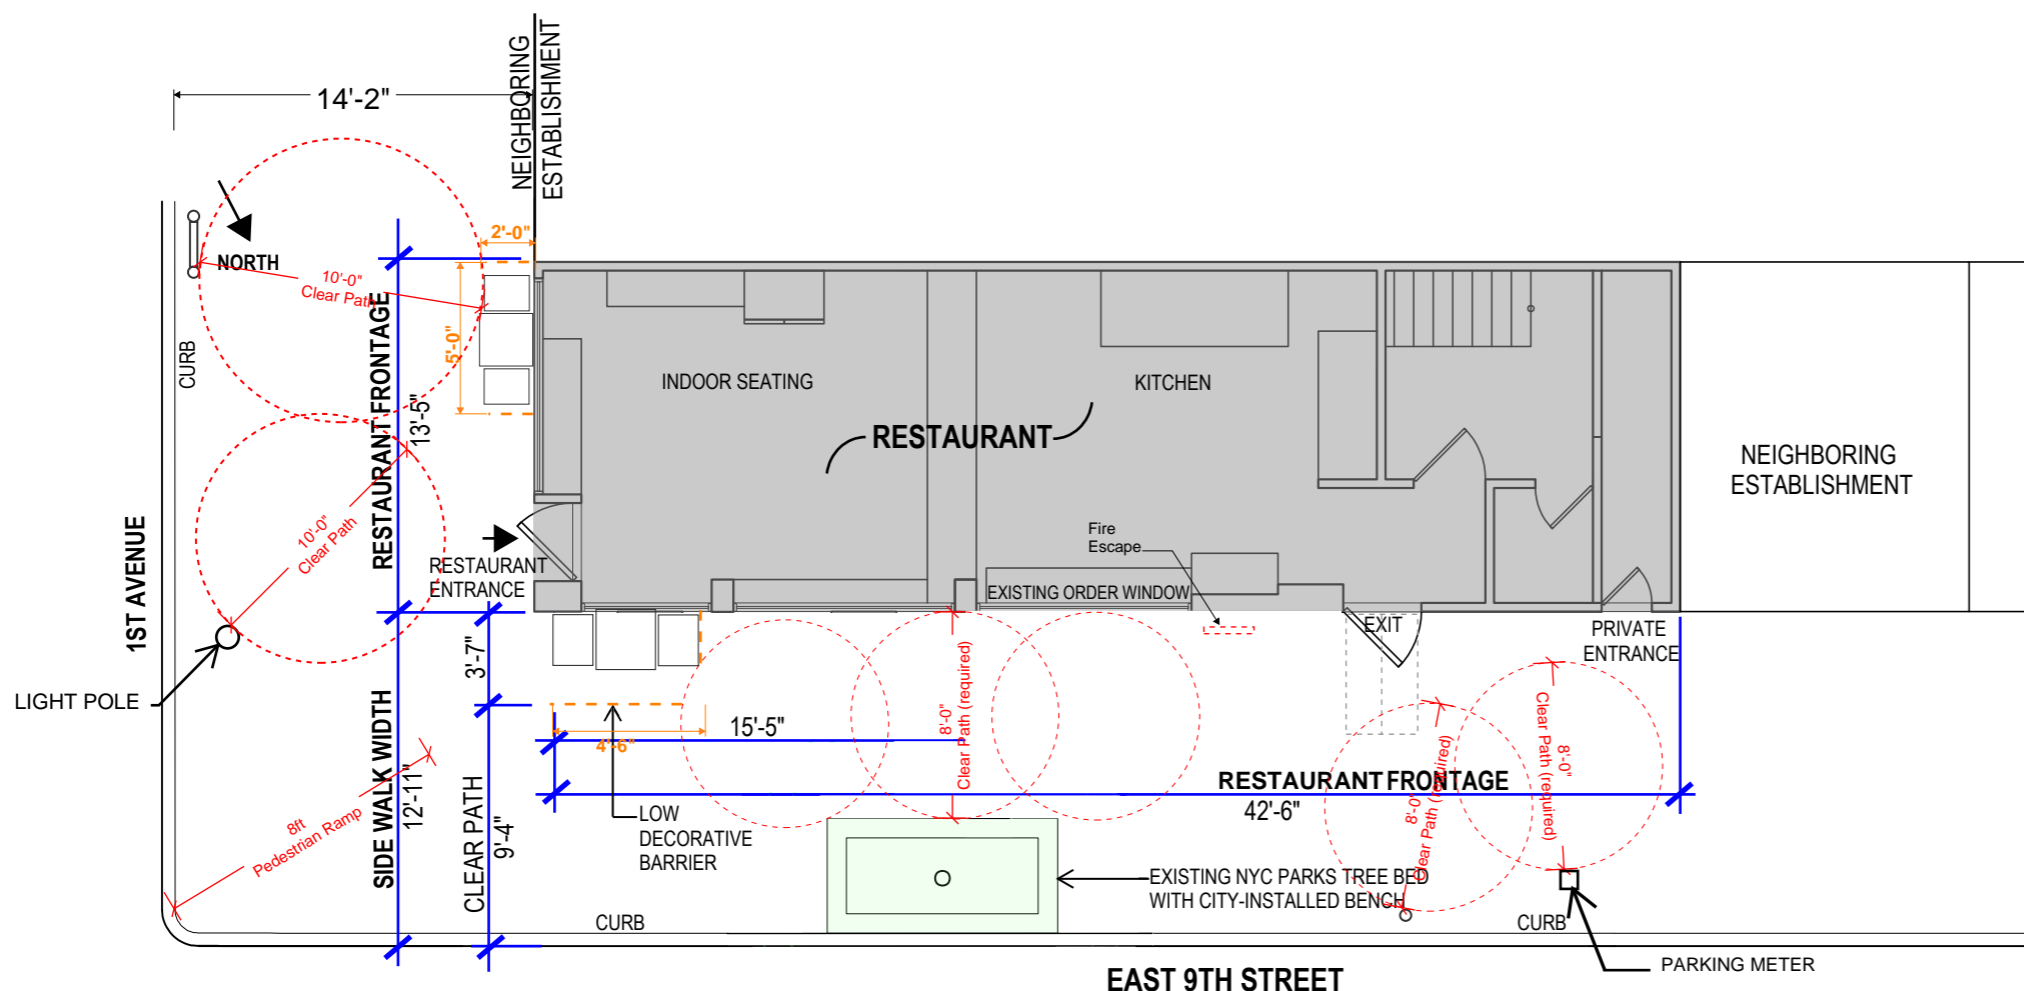 14'-2"
NEIGHBORING
ESTABLISHMENT
NORTH
2'-0"
10'-0"
Clear Path
5'-0"
CURB
RESTAURANT FRONTAGE
13'-5"
INDOOR SEATING
KITCHEN
RESTAURANT
NEIGHBORING
ESTABLISHMENT
10'-0"
Clear Path
1ST AVENUE
RESTAURANT
ENTRANCE
Fire
Escape
EXISTING ORDER WINDOW
EXIT
PRIVATE
ENTRANCE
LIGHT POLE
3'-7"
8'-0"
Clear Path (required)
15'-5"
4'-6"
8'-0"
Clear Path (required)
8'-0"
Clear Path (required)
RESTAURANT FRONTAGE
42'-6"
SIDE WALK WIDTH
12'-11"
CLEAR PATH
9'-4"
8ft
Pedestrian Ramp
LOW
DECORATIVE
BARRIER
EXISTING NYC PARKS TREE BED
WITH CITY-INSTALLED BENCH
CURB
CURB
PARKING METER
EAST 9TH STREET